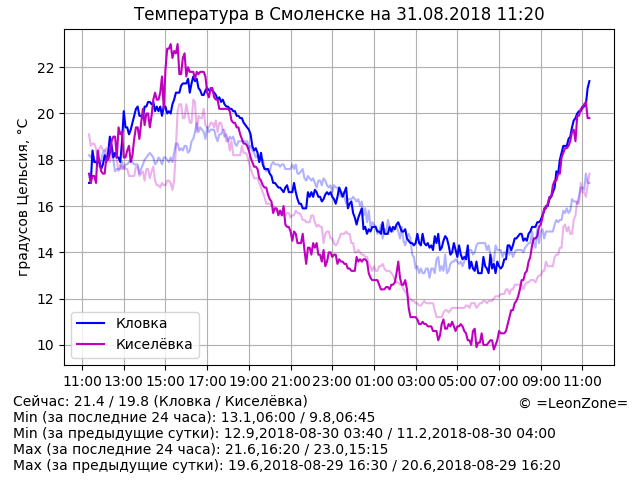 Температура в Смоленске на 31.08.2018 11:20
градусов Цельсия, °C
22
20
18
16
14
12
10
Кловка
Киселёвка
11:00 13:00 15:00 17:00 19:00 21:00 23:00 01:00 03:00 05:00 07:00 09:00 11:00
Сейчас: 21.4 / 19.8 (Кловка / Киселёвка)
© =LeonZone=
Min (за последние 24 часа): 13.1,06:00 / 9.8,06:45
Min (за предыдущие сутки): 12.9,2018-08-30 03:40 / 11.2,2018-08-30 04:00
Max (за последние 24 часа): 21.6,16:20 / 23.0,15:15
Max (за предыдущие сутки): 19.6,2018-08-29 16:30 / 20.6,2018-08-29 16:20